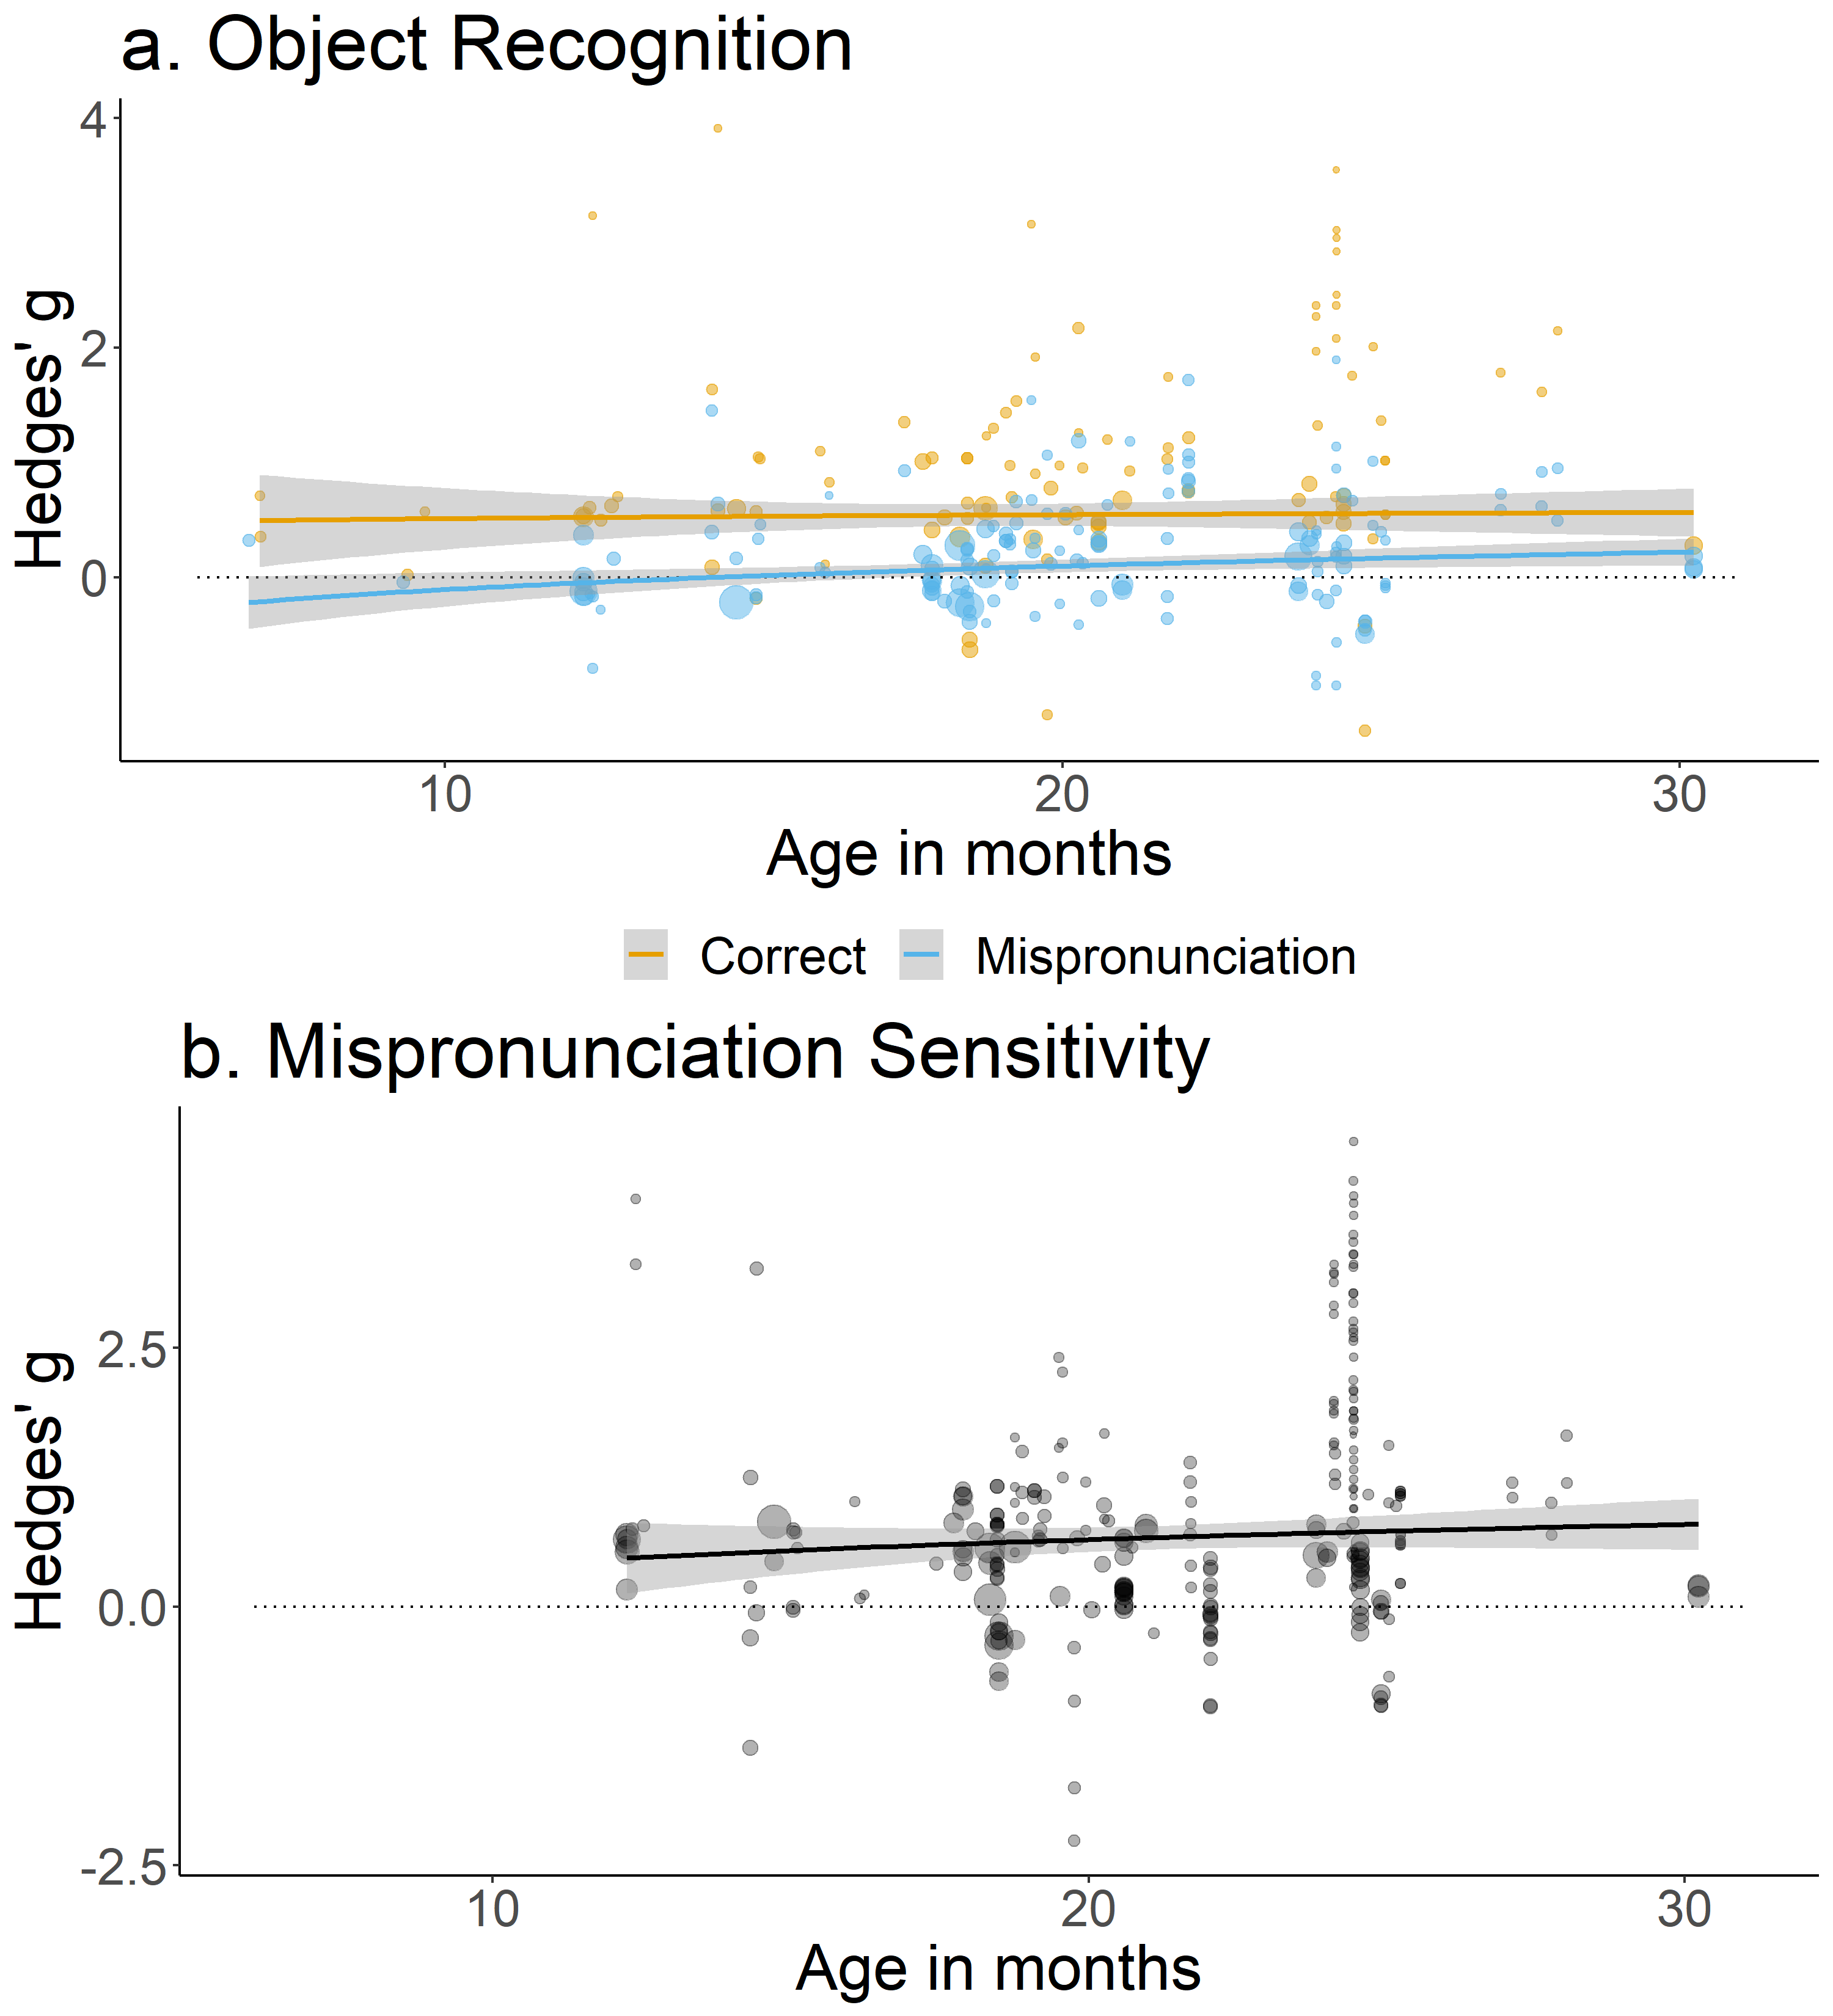 a. Object Recognition
Hedges' g
4
2
0
10 20 30
Age in months
Correct Mispronunciation
b. Mispronunciation Sensitivity
Hedges' g
2.5
0.0
-2.5
10 20 30
Age in months